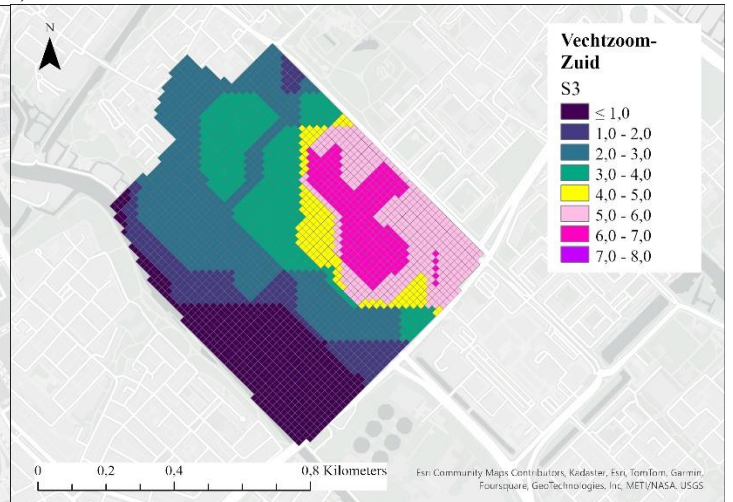 N
Vechtzoom-
Zuid
S3
≤ 1,0
1,0 - 2,0
2,0 - 3,0
3,0 - 4,0
4,0 - 5,0
5,0 - 6,0
6,0 - 7,0
7,0 - 8,0
0 0,2 0,4 0,8 Kilometers
Esri Community Maps Contributors, Kadaster, Esri, TomTom, Garmin,
Foursquare, GeoTechnologies, Inc, METI/NASA, USGS